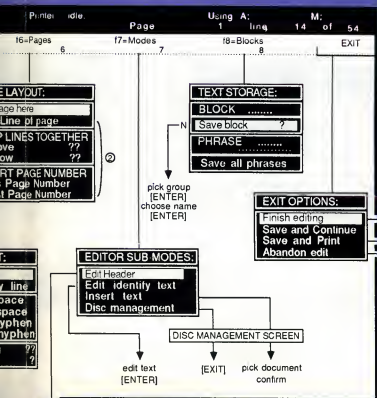 Printer idle. Using A: M:
Page 1 line 14 of 54
f6=Pages f7=Modes f8=Blocks EXIT
6 7 8
E LAYOUT:
age here
Line pl page
P LINES TOGETHER
ove ??
ow ??
RT PAGE NUMBER
s Page Number
t Page Number
2
TEXT STORAGE:
BLOCK ........
Save block ?
PHRASE ........
Save all phrases
N
pick group
[ENTER]
choose name
[ENTER]
EXIT OPTIONS:
Finish editing
Save and Continue
Save and Print
Abandon edit
T:
y line
pace
space
yphen
hyphen
??
?
EDITOR SUB MODES:
Edit Header
Edit identify text
Insert text
Disc management
DISC MANAGEMENT SCREEN
edit text
[ENTER]
[EXIT]
pick document
confirm